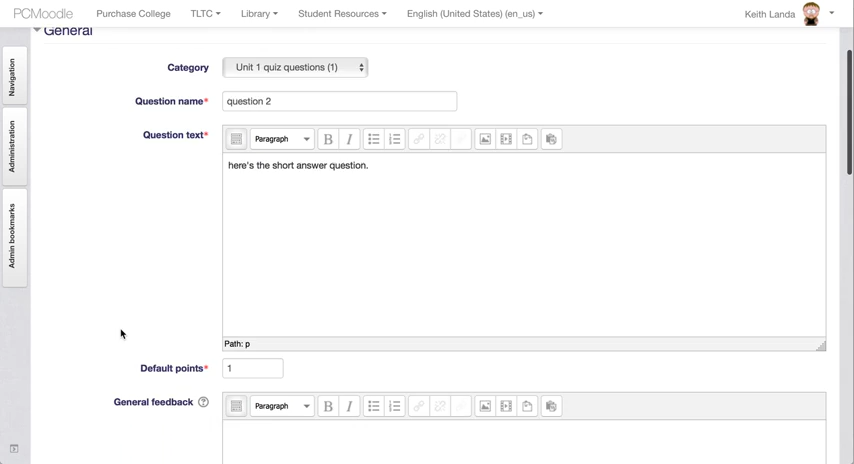 PCMoodle Purchase College TLTC Library Student Resources English (United States) (en_us) Keith Landa
General
Category Unit 1 quiz questions (1)
Question name* question 2
Question text* Paragraph B I
here's the short answer question.
Path: p
Default points* 1
General feedback ? Paragraph B I
Navigation
Administration
Admin bookmarks